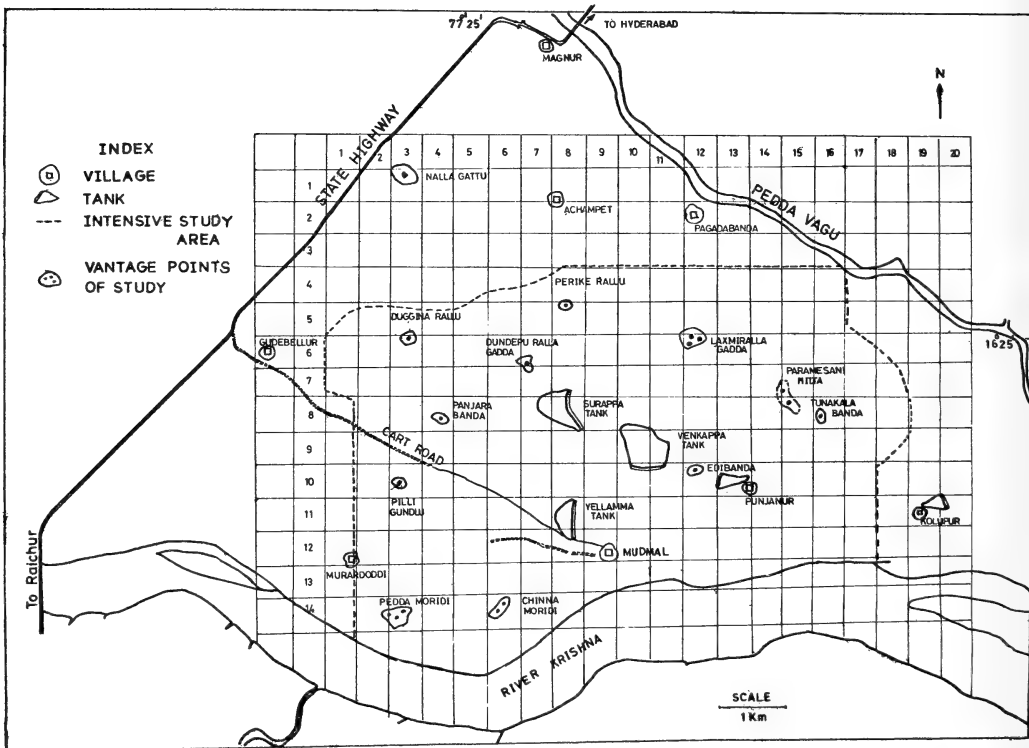 77°25'
TO HYDERABAD
MAGNUR
N
INDEX
VILLAGE
TANK
INTENSIVE STUDY
AREA
VANTAGE POINTS
OF STUDY
STATE HIGHWAY
1 2 3 4 5 6 7 8 9 10 11 12 13 14 15 16 17 18 19 20
1
2
3
4
5
6
7
8
9
10
11
12
13
14
NALLA GATTU
ACHAMPET
PAGADABANDA
PEDDA VAGU
PERIKE RALLU
DUGGINA RALLU
GUDEBELLUR
DUNDEPU RALLA
GADDA
LAXMIRALLA
GADDA
1625
PARAMESANI
MITTA
TUNAKALA
BANDA
PANJARA
BANDA
SURAPPA
TANK
VENKAPPA
TANK
CART ROAD
EDIBANDA
PUNJANUR
PILLI
GUNDLU
YELLAMMA
TANK
KOLUPUR
MUDMAL
MURARDODDI
To Raichur
PEDDA MORIDI
CHINNA
MORIDI
RIVER KRISHNA
SCALE
1 Km